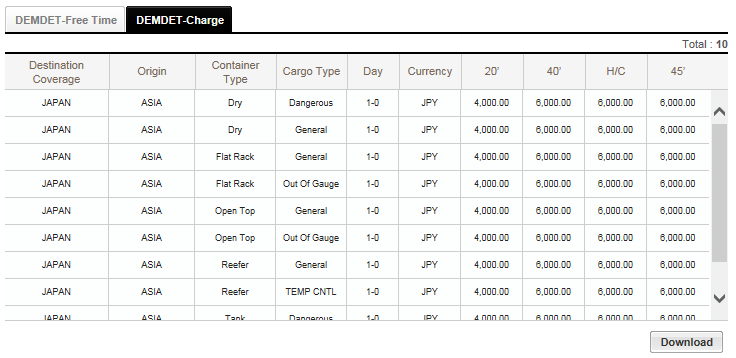 DEMDET-Free Time DEMDET-Charge
Total : 10
Destination Coverage Origin Container Type Cargo Type Day Currency 20' 40' H/C 45'
JAPAN ASIA Dry Dangerous 1-0 JPY 4,000.00 6,000.00 6,000.00 6,000.00
JAPAN ASIA Dry General 1-0 JPY 4,000.00 6,000.00 6,000.00 6,000.00
JAPAN ASIA Flat Rack General 1-0 JPY 4,000.00 6,000.00 6,000.00 6,000.00
JAPAN ASIA Flat Rack Out Of Gauge 1-0 JPY 4,000.00 6,000.00 6,000.00 6,000.00
JAPAN ASIA Open Top General 1-0 JPY 4,000.00 6,000.00 6,000.00 6,000.00
JAPAN ASIA Open Top Out Of Gauge 1-0 JPY 4,000.00 6,000.00 6,000.00 6,000.00
JAPAN ASIA Reefer General 1-0 JPY 4,000.00 6,000.00 6,000.00 6,000.00
JAPAN ASIA Reefer TEMP CNTL 1-0 JPY 4,000.00 6,000.00 6,000.00 6,000.00
JAPAN ASIA Tank Dangerous 1-0 JPY 4,000.00 6,000.00 6,000.00 6,000.00
Download